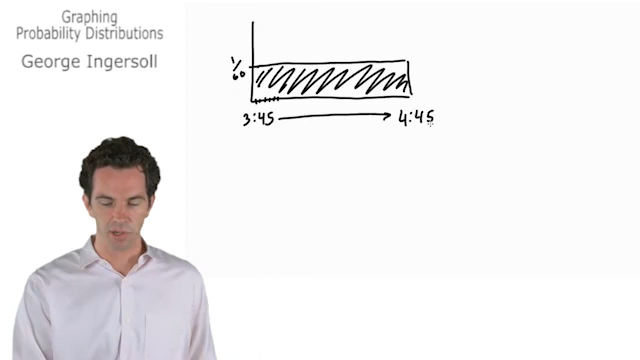 Graphing
Probability Distributions
George Ingersoll
1/60
3:45
4:45